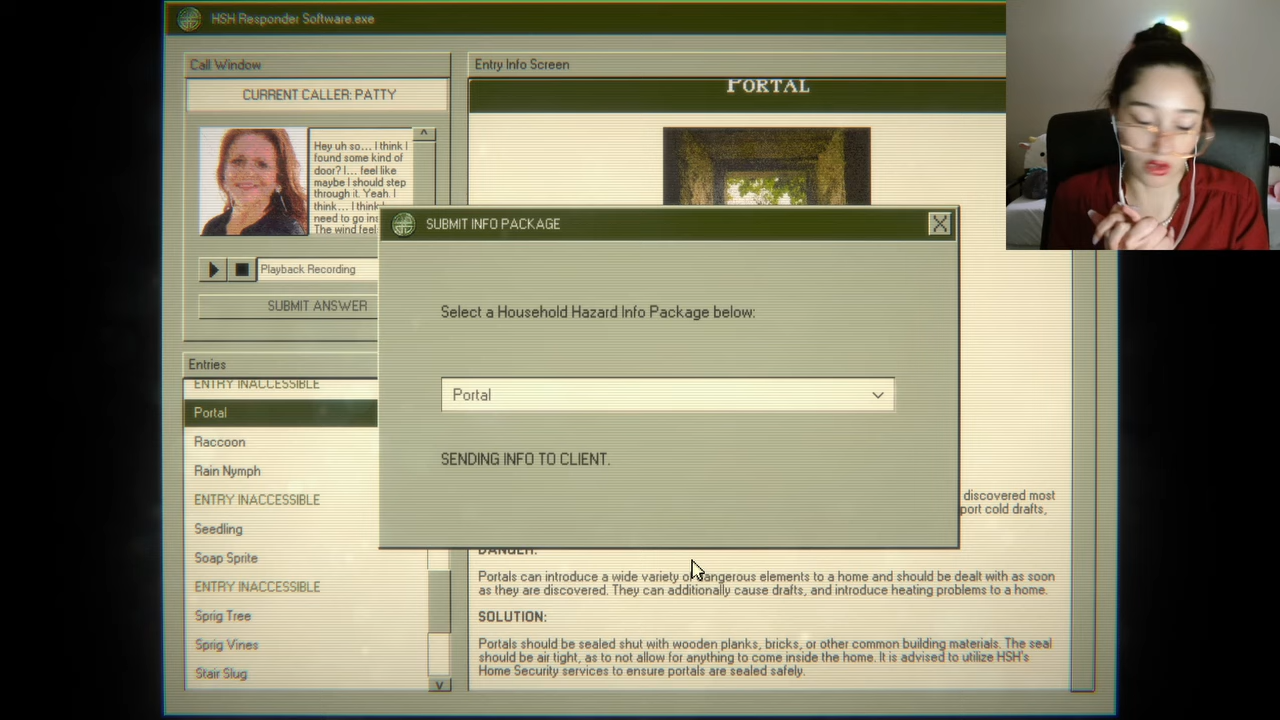 HSH Responder Software.exe
Call Window
CURRENT CALLER: PATTY
Hey uh so... I think I
found some kind of
door? I... feel like
maybe I should step
through it. Yeah. I
think... I think I
need to go
The wind feel
Playback Recording
SUBMIT ANSWER
Entries
ENTRY INACCESSIBLE
Portal
Raccoon
Rain Nymph
ENTRY INACCESSIBLE
Seedling
Soap Sprite
ENTRY INACCESSIBLE
Sprig Tree
Sprig Vines
Stair Slug
Entry Info Screen
PORTAL
SUBMIT INFO PACKAGE
Select a Household Hazard Info Package below:
Portal
SENDING INFO TO CLIENT.
discovered most
port cold drafts,
DANGER:
Portals can introduce a wide variety of dangerous elements to a home and should be dealt with as soon
as they are discovered. They can additionally cause drafts, and introduce heating problems to a home.
SOLUTION:
Portals should be sealed shut with wooden planks, bricks, or other common building materials. The seal
should be air tight, as to not allow for anything to come inside the home. It is advised to utilize HSH's
Home Security services to ensure portals are sealed safely.